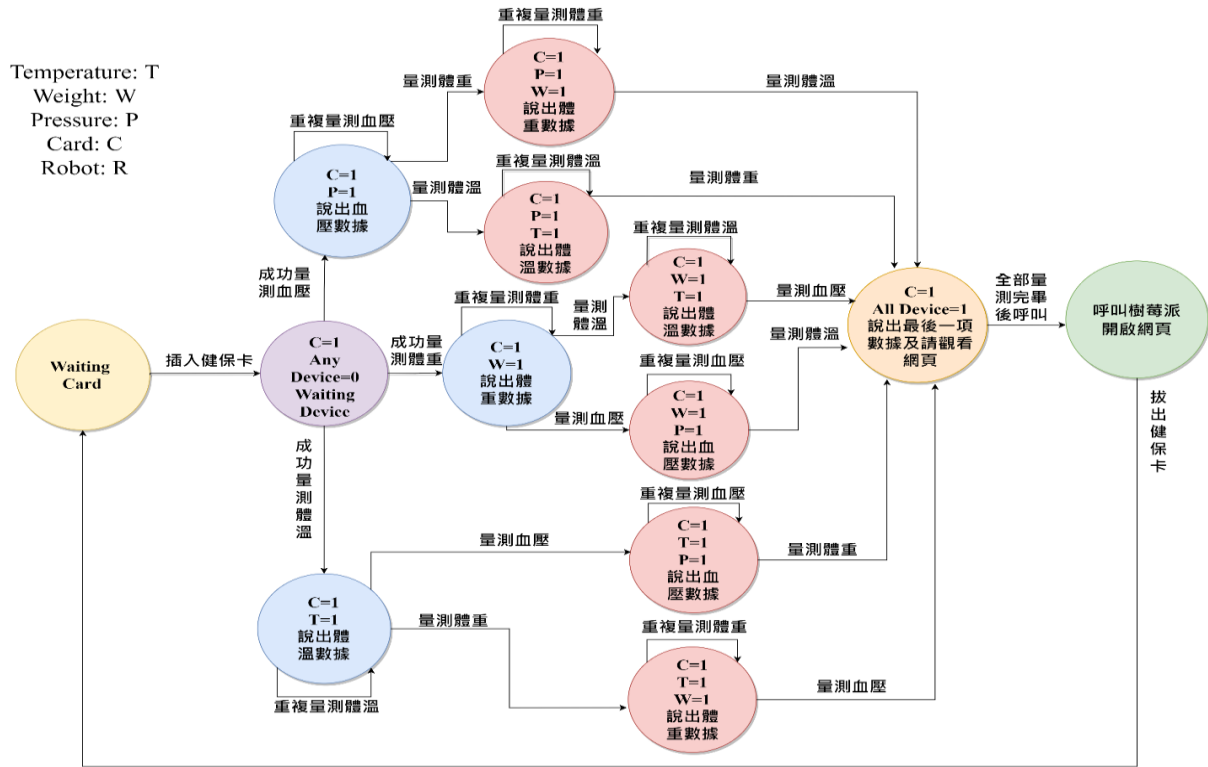 Temperature: T
Weight: W
Pressure: P
Card: C
Robot: R
重複量測體重
C=1
P=1
W=1
說出體
重數據
量測體重
量測體溫
重複量測血壓
C=1
P=1
說出血
壓數據
量測體溫
重複量測體溫
C=1
P=1
T=1
說出體
溫數據
量測體重
成功量
測血壓
重複量測體溫
C=1
W=1
T=1
說出體
溫數據
量測血壓
重複量測體重
量測
體溫
C=1
W=1
說出體
重數據
Waiting
Card
插入健保卡
C=1
Any
Device=0
Waiting
Device
成功量
測體重
量測血壓
重複量測血壓
C=1
W=1
P=1
說出血
壓數據
量測體溫
C=1
All Device=1
說出最後一項
數據及請觀看
網頁
全部量
測完畢
後呼叫
呼叫樹莓派
開啟網頁
拔
出
健
保
卡
成
功
量
測
體
溫
C=1
T=1
說出體
溫數據
重複量測體溫
量測血壓
重複量測血壓
C=1
T=1
P=1
說出血
壓數據
量測體重
量測體重
重複量測體重
C=1
T=1
W=1
說出體
重數據
量測血壓